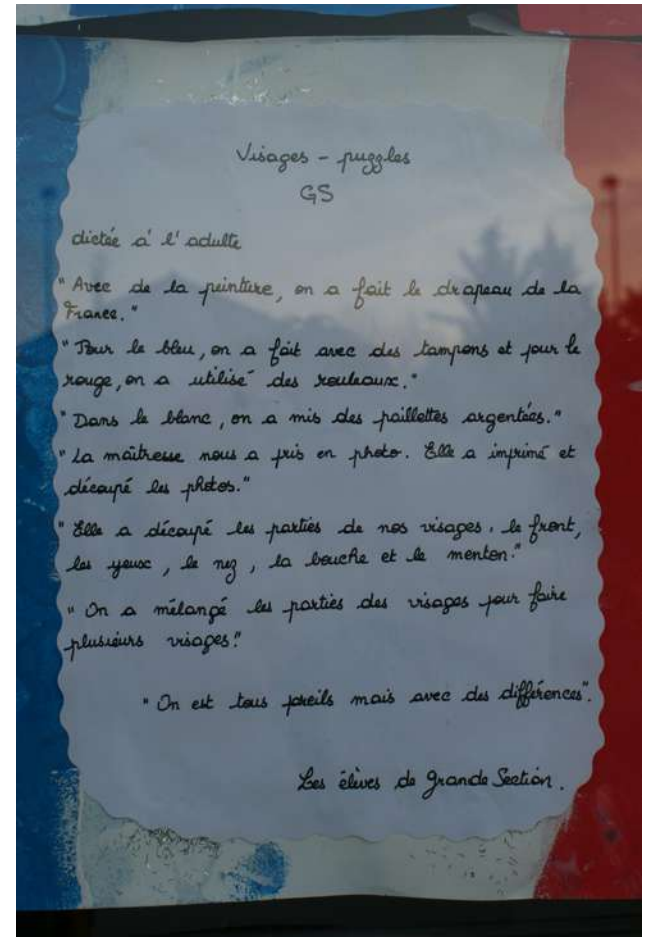 Visages - puzzles
GS
dictée à l'adulte
"Avec de la peinture, on a fait le drapeau de la
France."
"Pour le bleu, on a fait avec des tampons et pour le
rouge, on a utilisé des rouleaux."
"Dans le blanc, on a mis des paillettes argentées."
"La maîtresse nous a pris en photo. Elle a imprimé et
découpé les photos."
"Elle a découpé les parties de nos visages. le front,
les yeux, le nez, la bouche et le menton."
"On a mélangé les parties des visages pour faire
plusieurs visages."
"On est tous pareils mais avec des différences".
Les élèves de Grande Section.